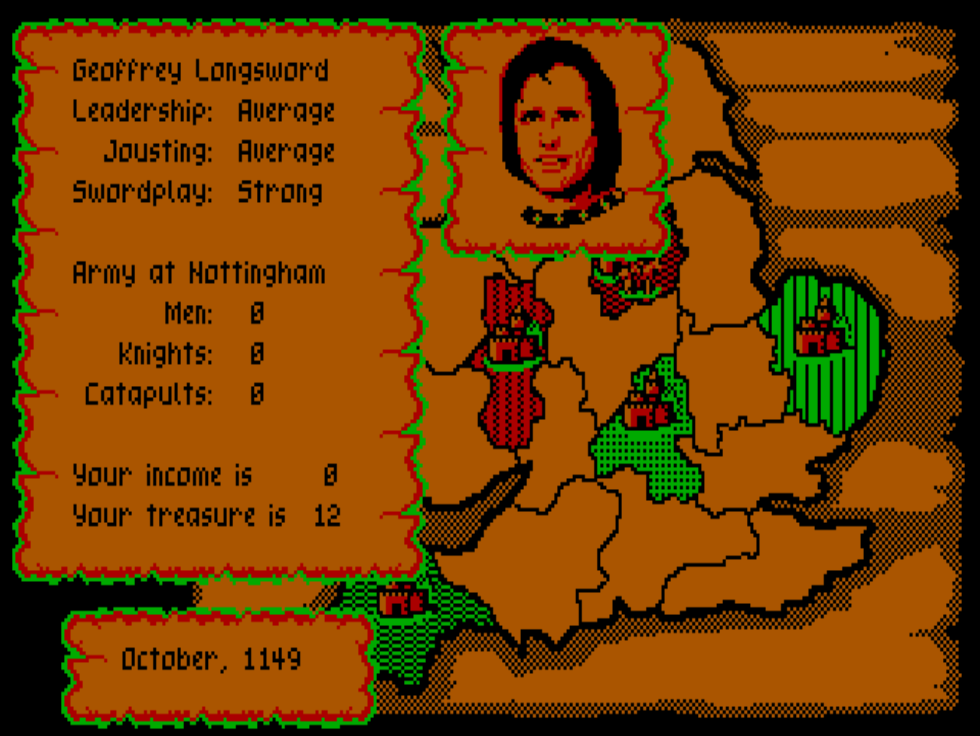 Geoffrey Longsword
Leadership: Average
Jousting: Average
Swordplay: Strong
Army at Nottingham
Men: 0
Knights: 0
Catapults: 0
Your income is 0
Your treasure is 12
October, 1149